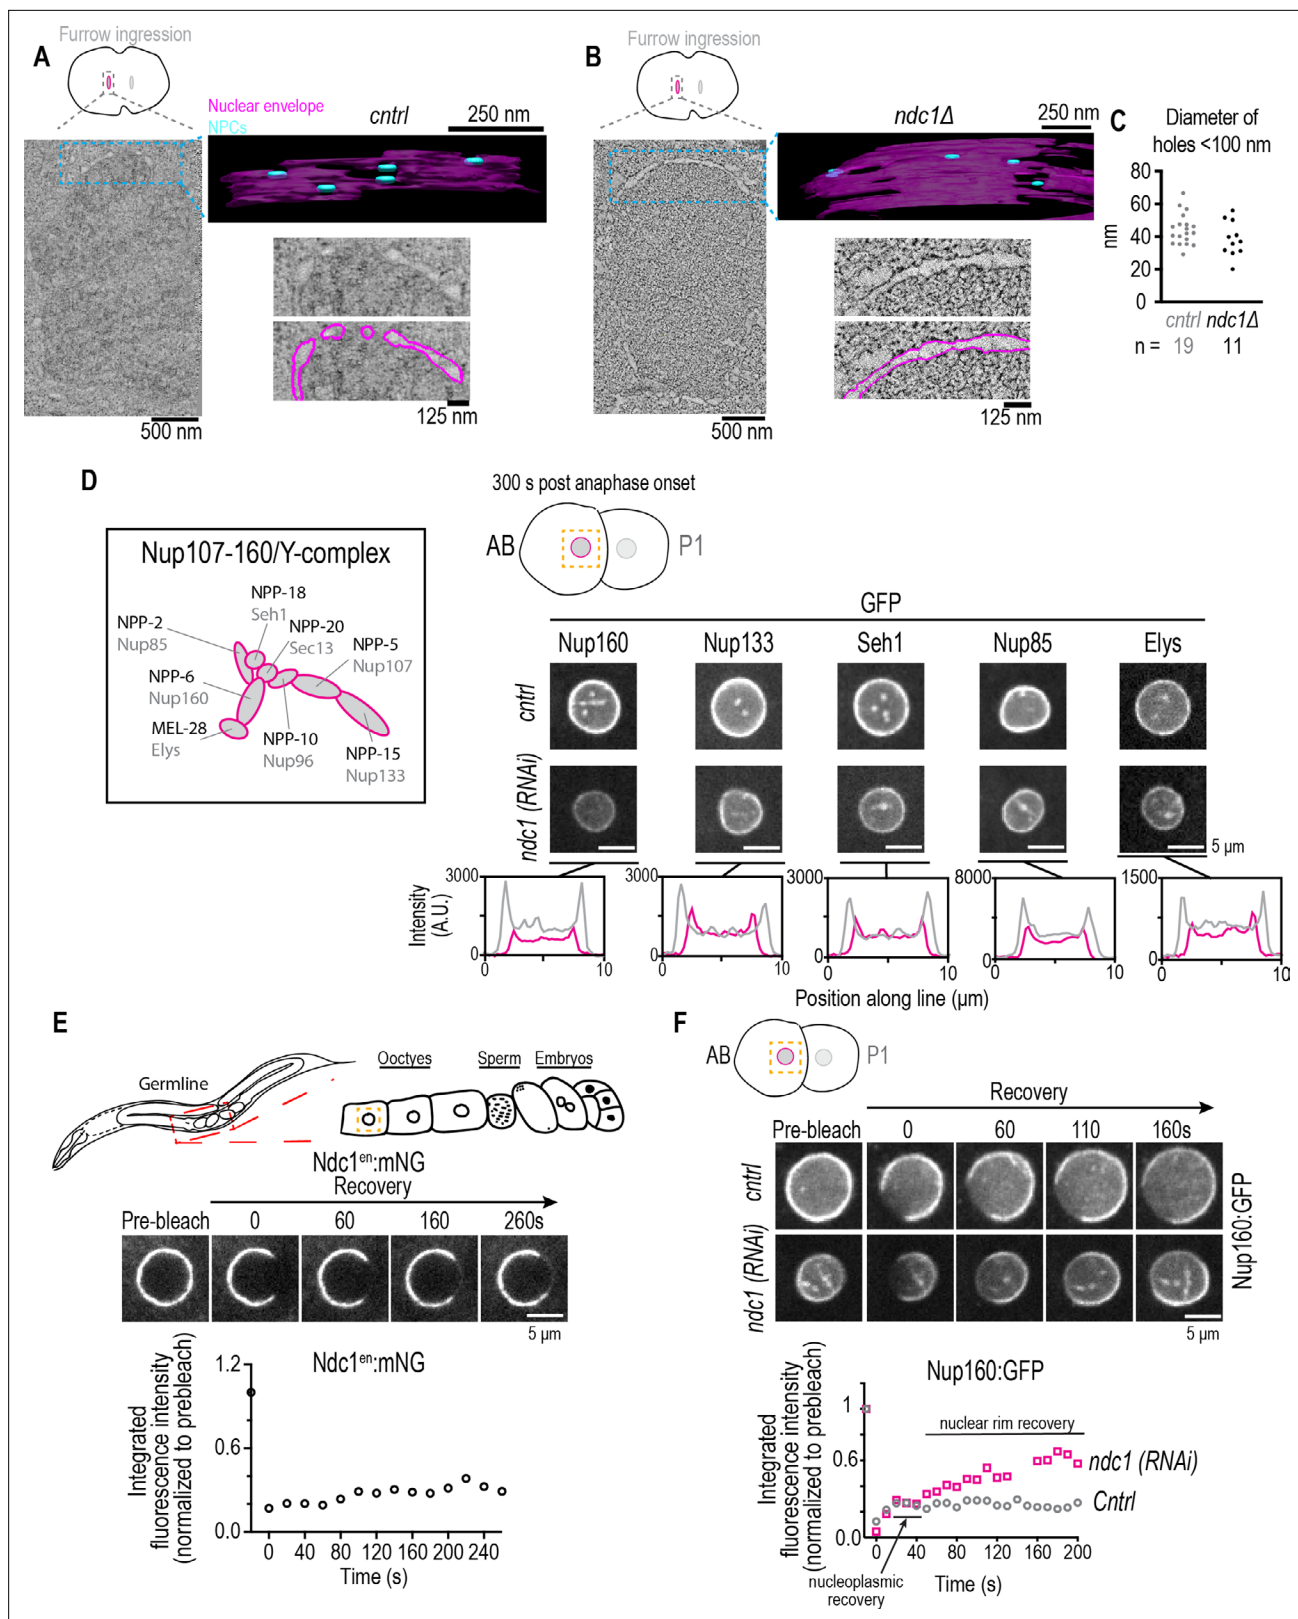 A
Furrow ingression
Nuclear envelope
NPCs
cntrl
250 nm
500 nm
125 nm
B
Furrow ingression
ndc1Δ
250 nm
500 nm
125 nm
C
Diameter of
holes <100 nm
80
60
40
20
0
nm
cntrl ndc1Δ
n = 19 11
D
Nup107-160/Y-complex
NPP-18
Seh1
NPP-2
Nup85
NPP-20
Sec13
NPP-5
Nup107
NPP-6
Nup160
MEL-28
Elys
NPP-10
Nup96
NPP-15
Nup133
300 s post anaphase onset
AB
P1
GFP
Nup160 Nup133 Seh1 Nup85 Elys
cntrl
ndc1 (RNAi)
5 µm
Intensity
(A.U.)
3000
0
0 10
3000
0
0 10
3000
0
0 10
8000
0
0 10
1500
0
0 10
Position along line (µm)
E
Germline
Ooctyes Sperm Embryos
Ndc1en:mNG
Recovery
Pre-bleach 0 60 160 260s
5 µm
Ndc1en:mNG
Integrated
fluorescence intensity
(normalized to prebleach)
1.2
0.6
0.0
0 40 80 120 160 200 240
Time (s)
F
AB
P1
Recovery
Pre-bleach 0 60 110 160s
cntrl
ndc1 (RNAi)
Nup160:GFP
5 µm
Nup160:GFP
Integrated
fluorescence intensity
(normalized to prebleach)
1
0.6
0.0
nuclear rim recovery
ndc1 (RNAi)
Cntrl
0 40 80 120 160 200
nucleoplasmic
recovery
Time (s)